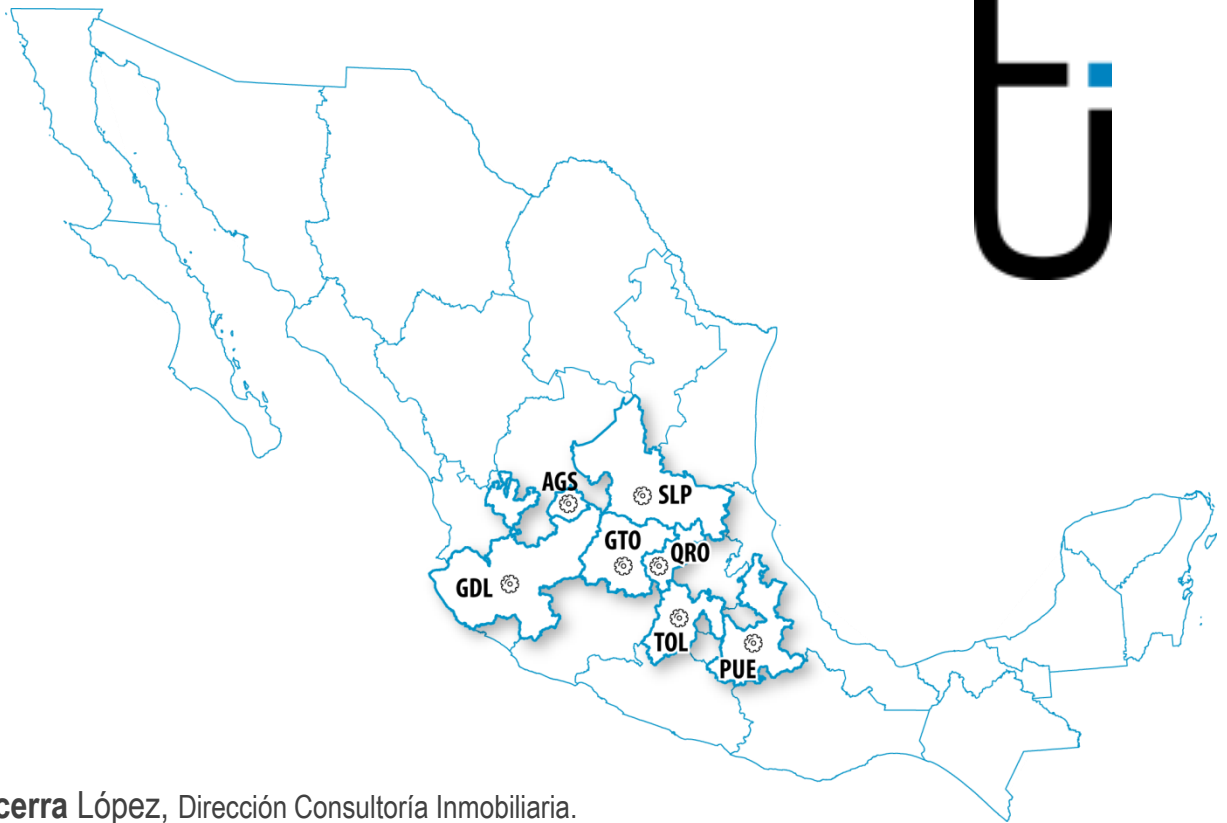 AGS
SLP
GTO
QRO
GDL
TOL
PUE
cerra López, Dirección Consultoría Inmobiliaria.